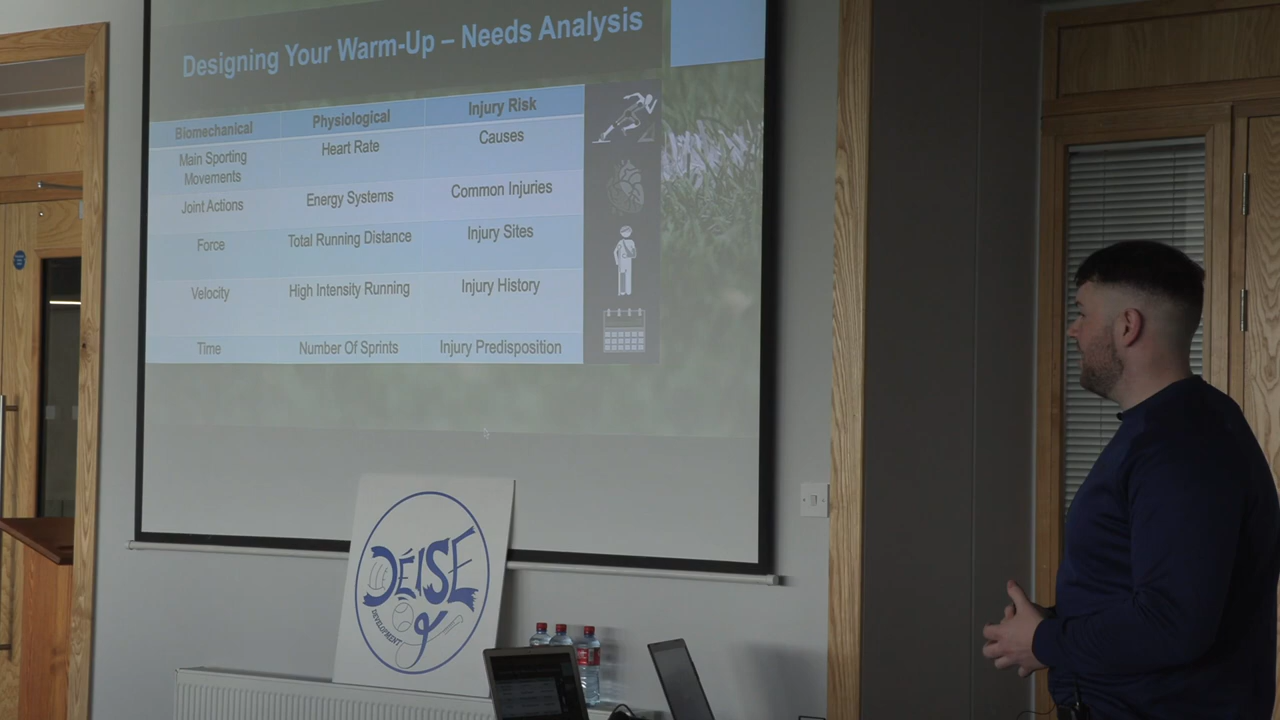 Designing Your Warm-Up – Needs Analysis
Biomechanical Physiological Injury Risk
Main Sporting Movements Heart Rate Causes
Joint Actions Energy Systems Common Injuries
Force Total Running Distance Injury Sites
Velocity High Intensity Running Injury History
Time Number Of Sprints Injury Predisposition
DÉISE
DEVELOPMENT